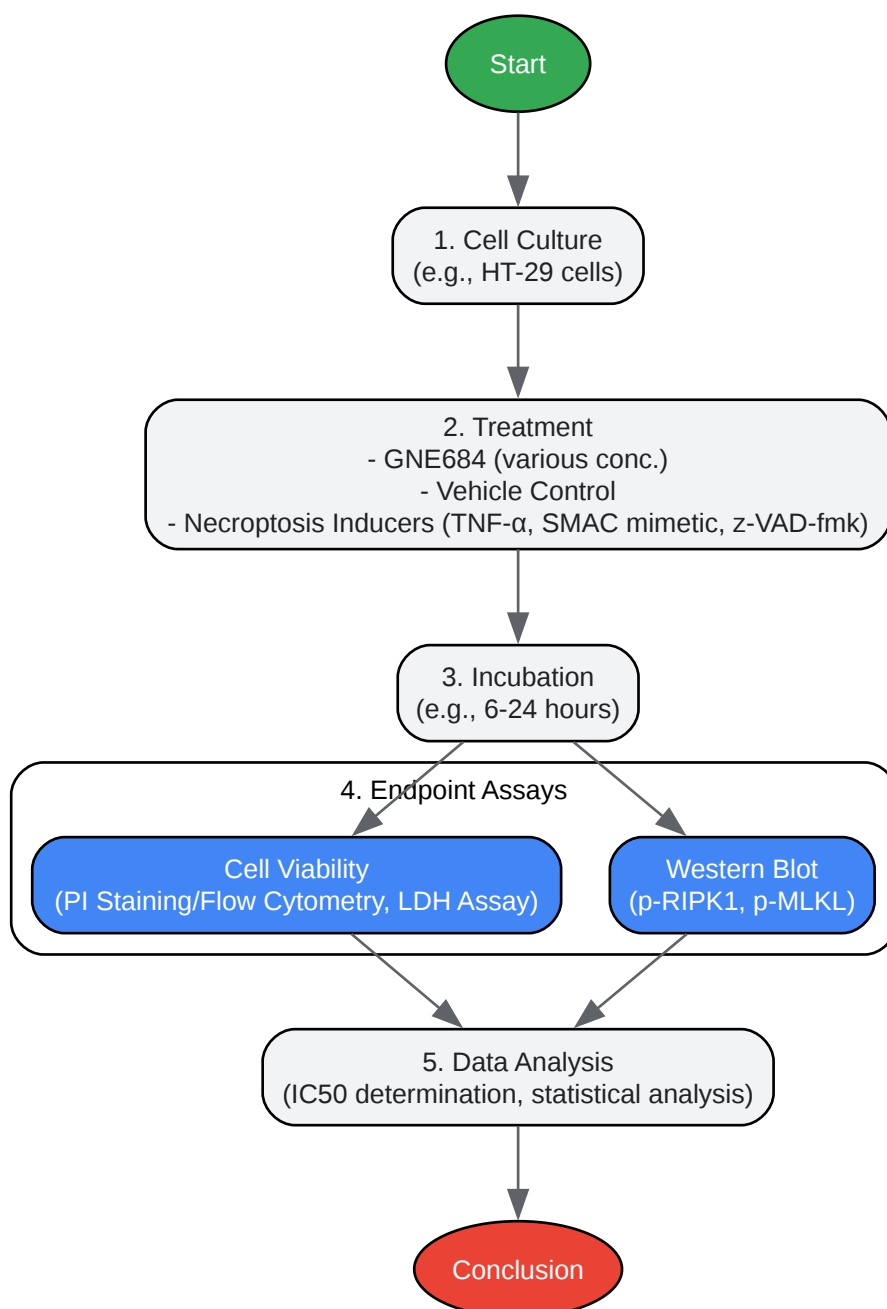 Start
1. Cell Culture
(e.g., HT-29 cells)
2. Treatment
- GNE684 (various conc.)
- Vehicle Control
- Necroptosis Inducers (TNF-α, SMAC mimetic, z-VAD-fmk)
3. Incubation
(e.g., 6-24 hours)
4. Endpoint Assays
Cell Viability
(PI Staining/Flow Cytometry, LDH Assay)
Western Blot
(p-RIPK1, p-MLKL)
5. Data Analysis
(IC50 determination, statistical analysis)
Conclusion